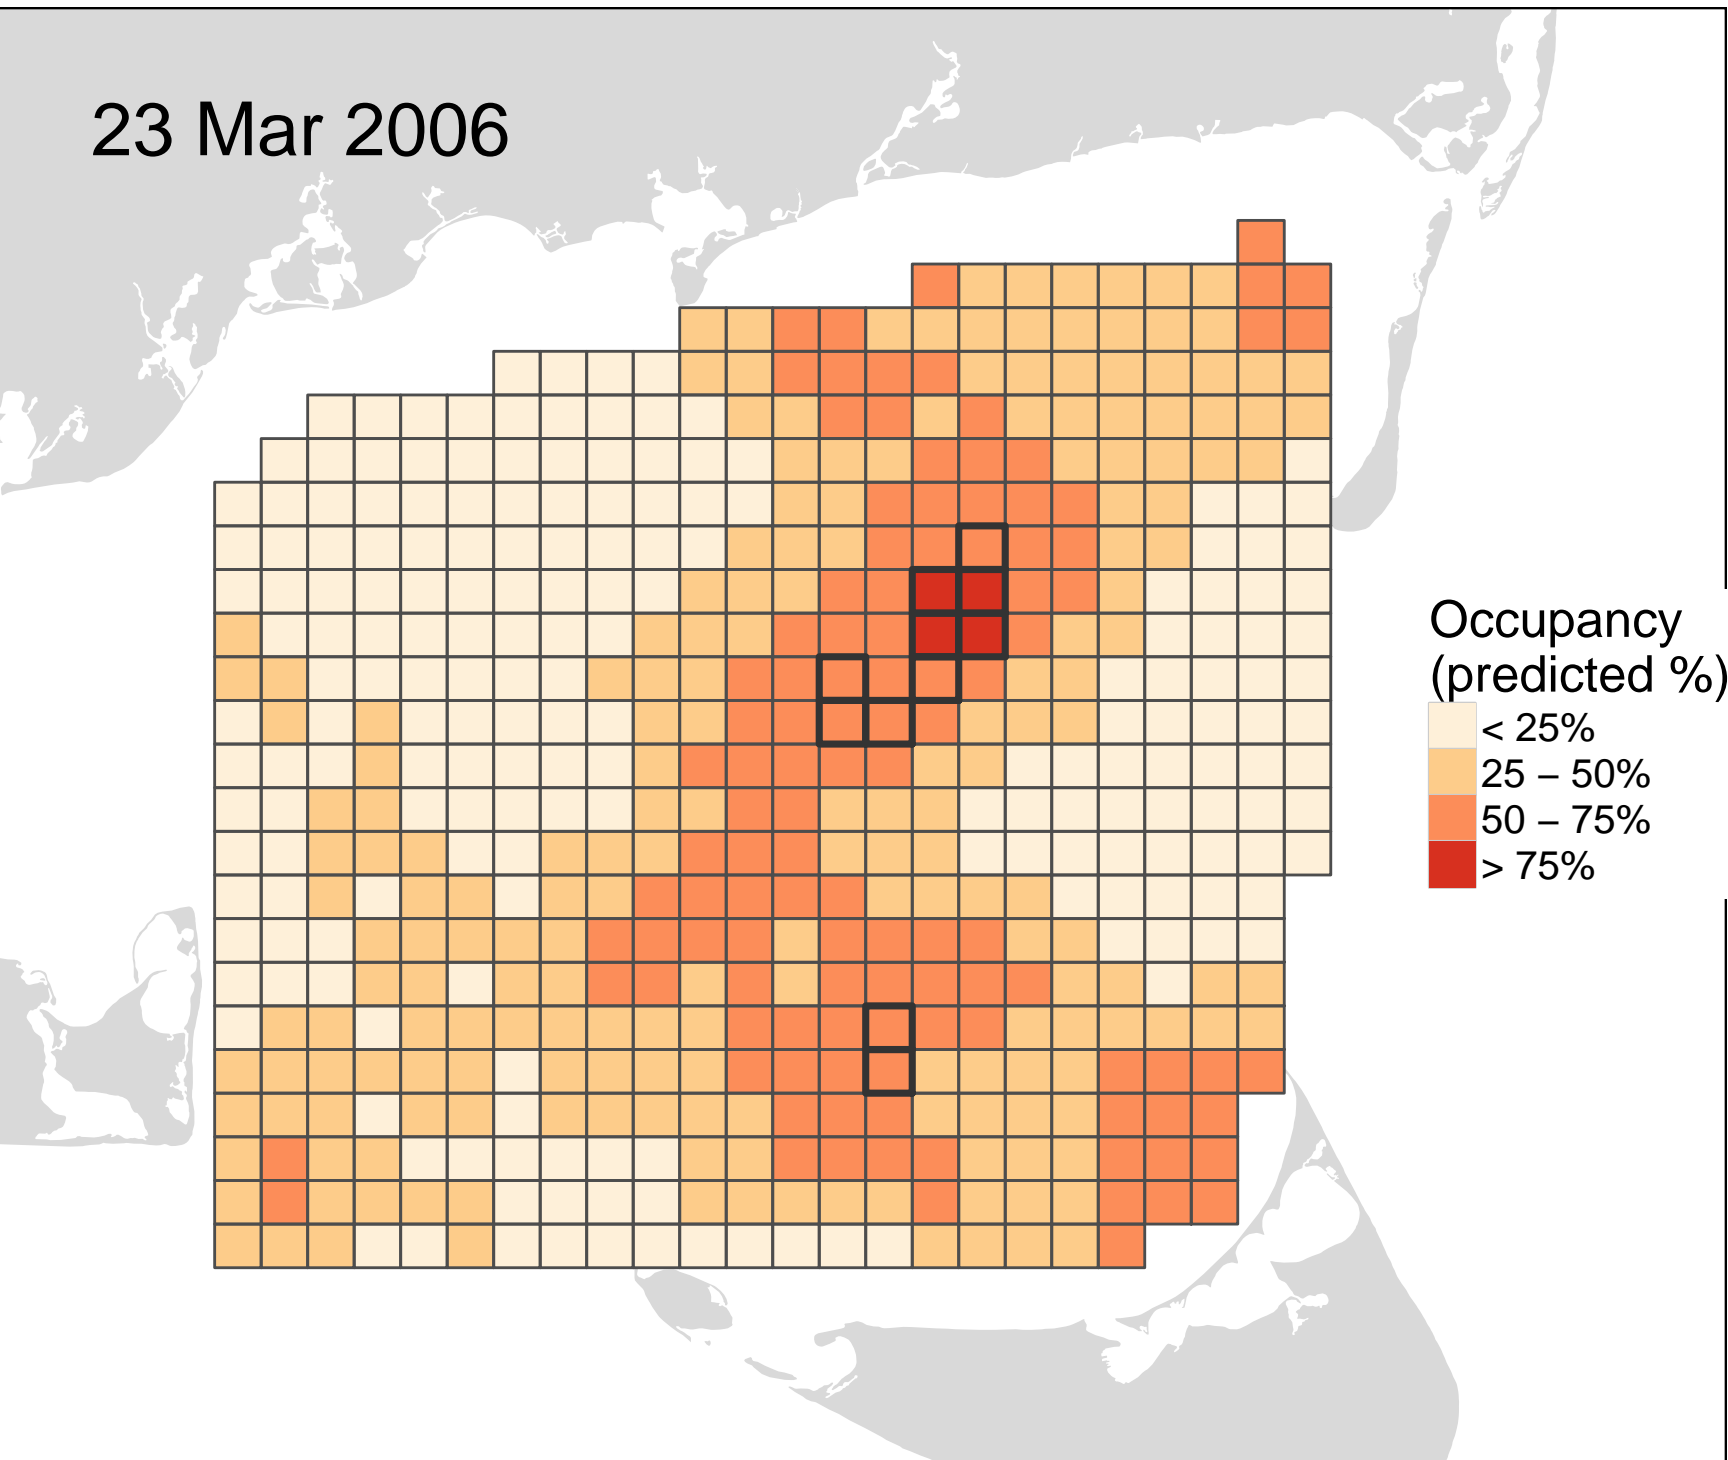 23 Mar 2006
Occupancy
(predicted %)
< 25%
25 – 50%
50 – 75%
> 75%